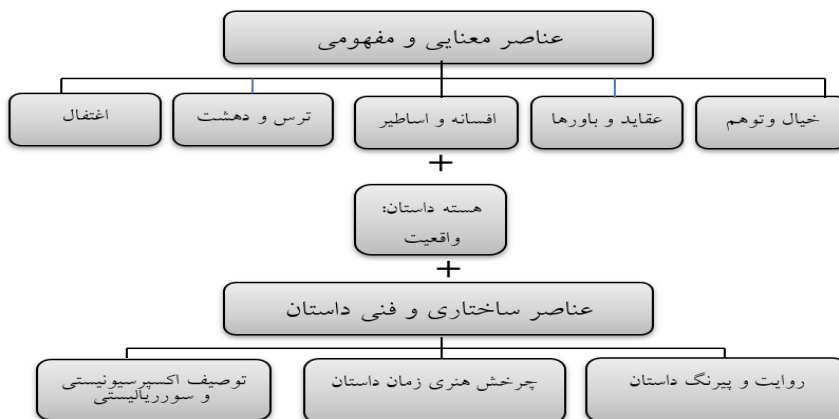 عناصر معنایی و مفهومی
خیال وتوهم
عقاید و باورها
افسانه و اساطیر
ترس و دهشت
اغتفال
+
هسته داستان:
واقعیت
+
عناصر ساختاری و فنی داستان
روایت و پیرنگ داستان
چرخش هنری زمان داستان
توصیف اکسپرسیونیستی
و سورریالیستی